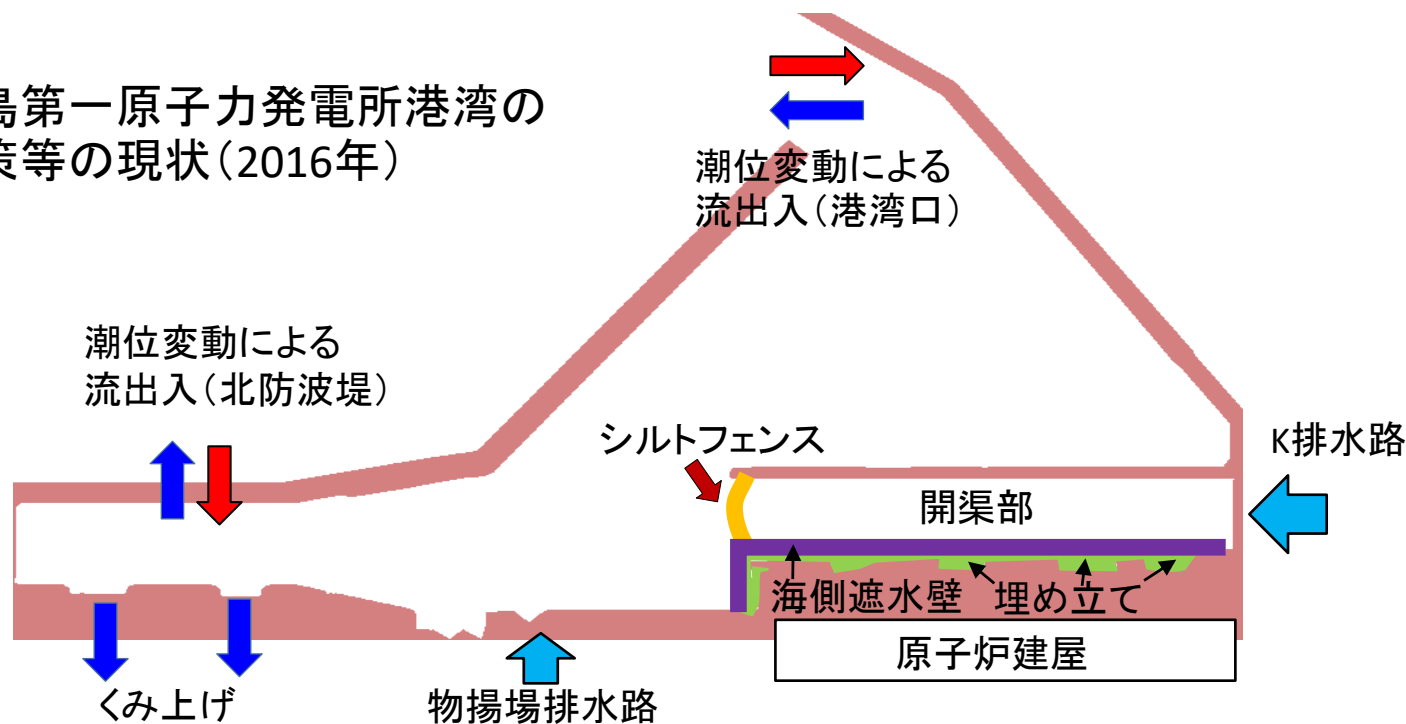 島第一原子力発電所港湾の
策等の現状（2016年）
潮位変動による
流出入（港湾口）
潮位変動による
流出入（北防波堤）
シルトフェンス
K排水路
開渠部
海側遮水壁
埋め立て
原子炉建屋
くみ上げ
物揚場排水路